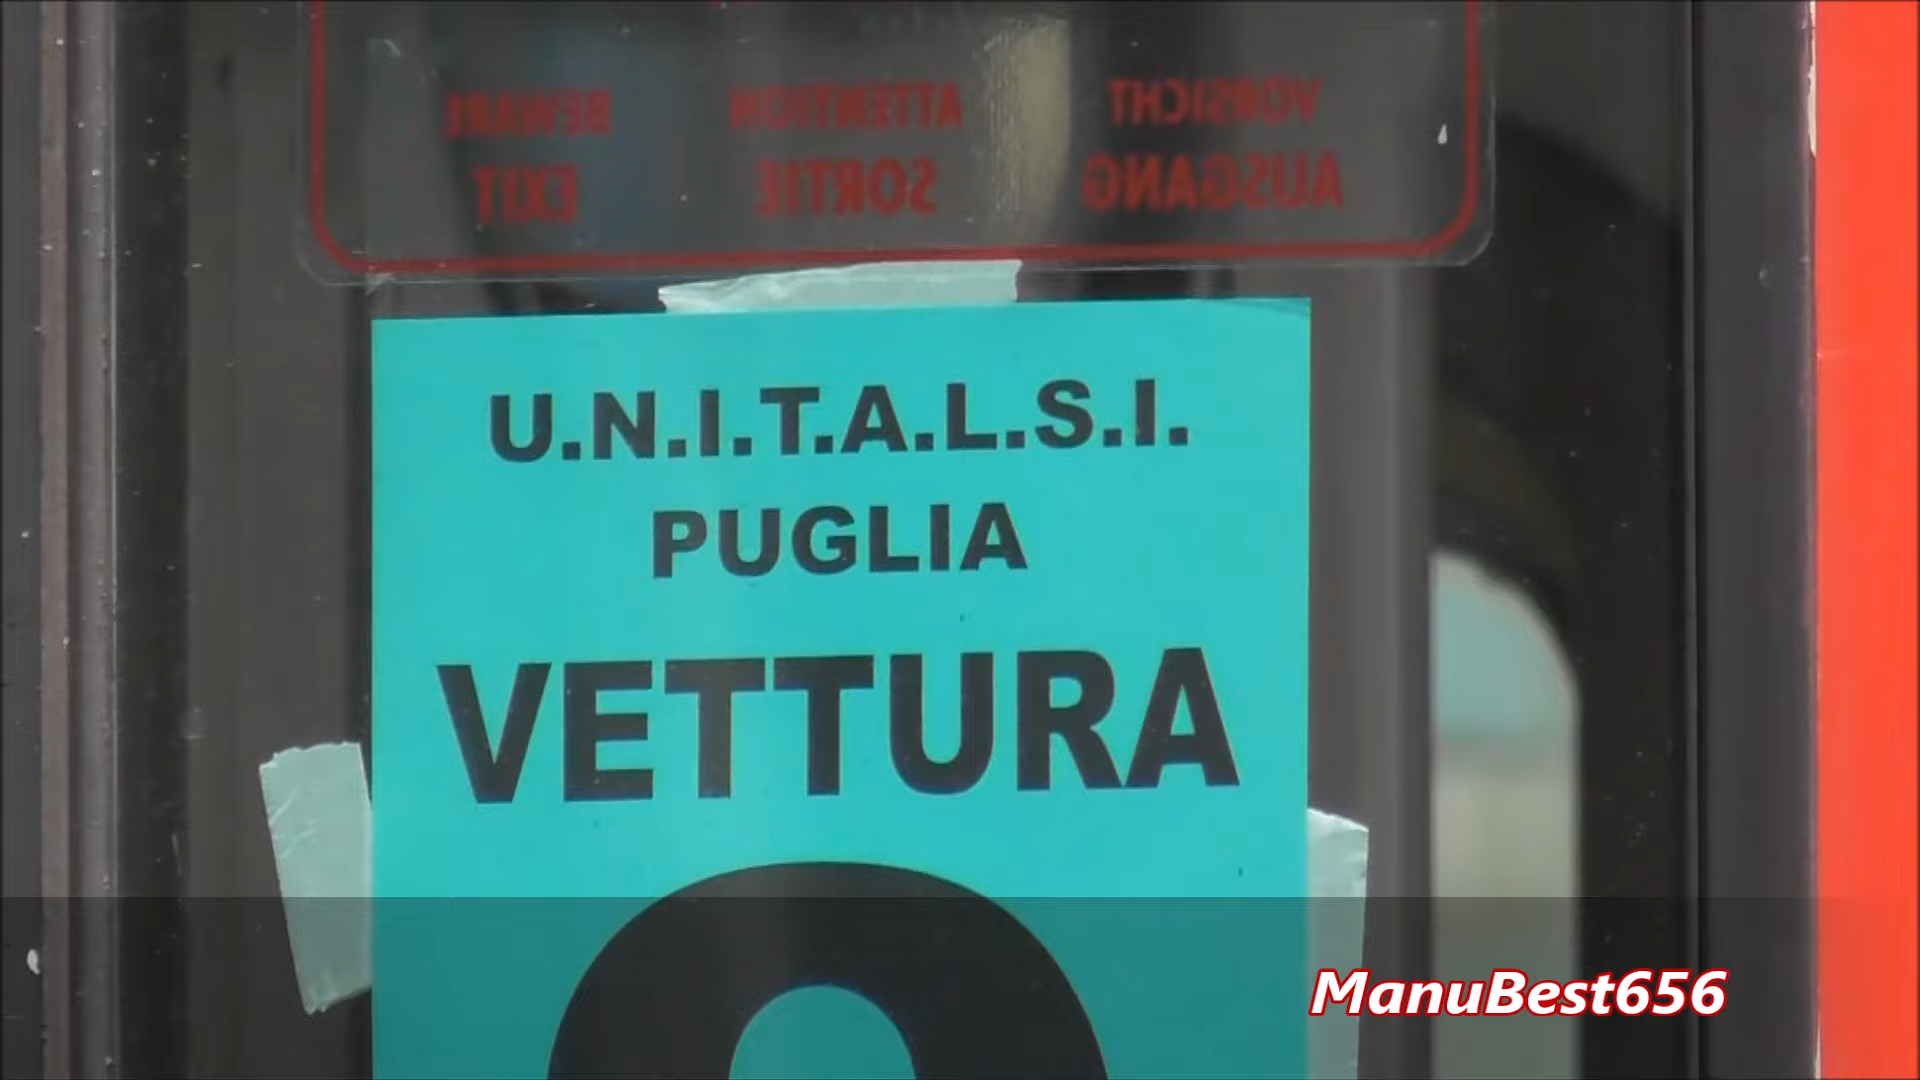 BEWARE ATTENTION VORSICHT
EXIT SORTIE AUSGANG
U.N.I.T.A.L.S.I.
PUGLIA
VETTURA
ManuBest656